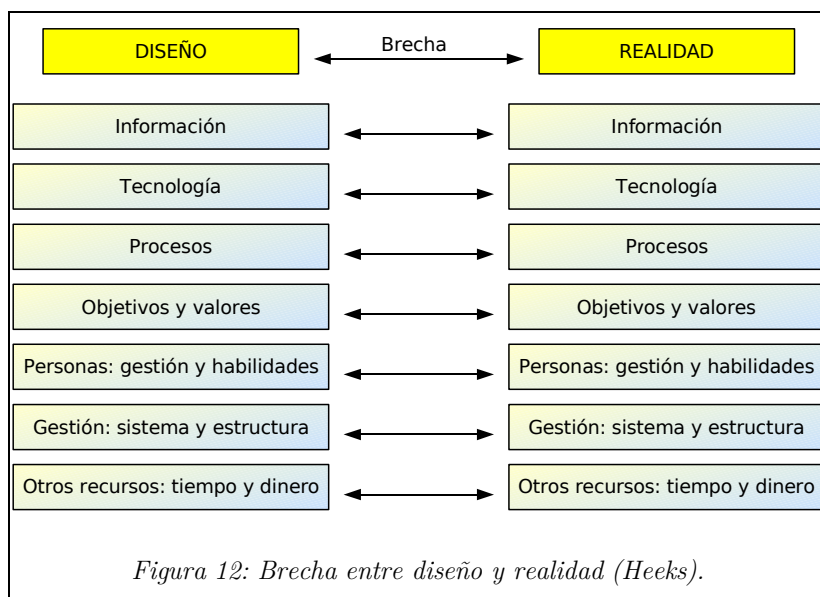 DISEÑO Brecha REALIDAD
Información Información
Tecnología Tecnología
Procesos Procesos
Objetivos y valores Objetivos y valores
Personas: gestión y habilidades Personas: gestión y habilidades
Gestión: sistema y estructura Gestión: sistema y estructura
Otros recursos: tiempo y dinero Otros recursos: tiempo y dinero
Figura 12: Brecha entre diseño y realidad (Heeks).